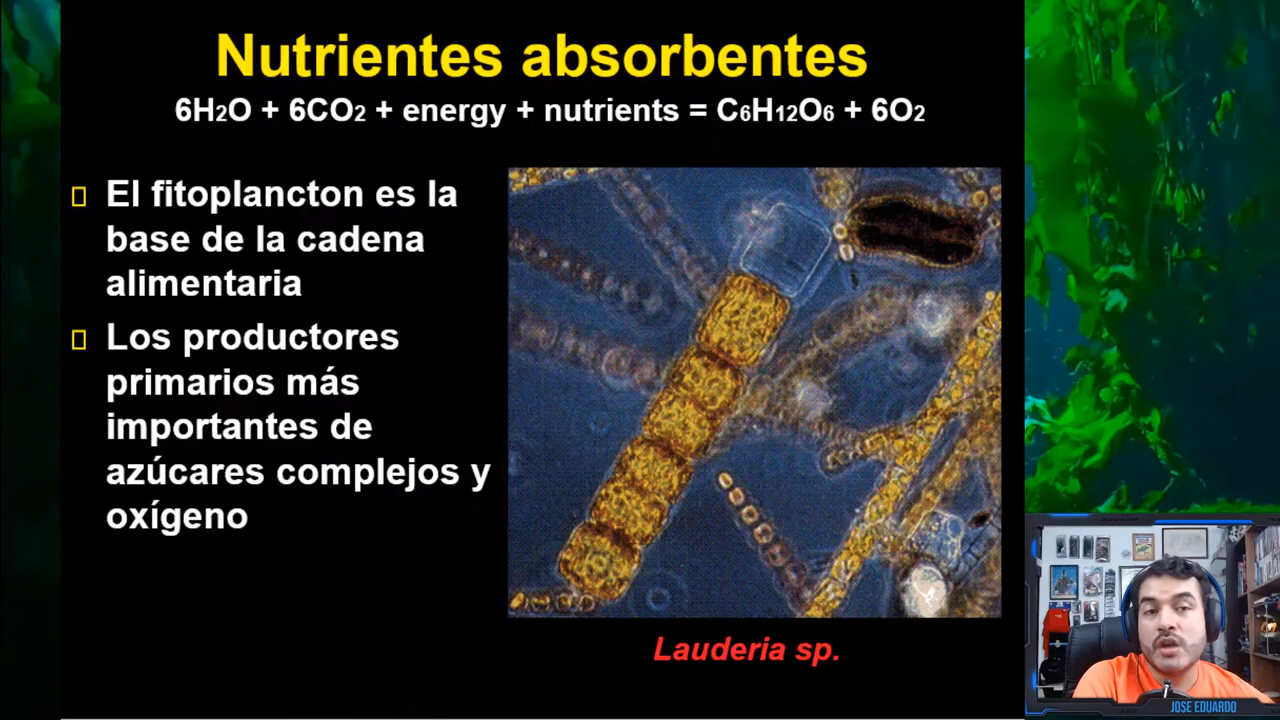 Nutrientes absorbentes
6H2O + 6CO2 + energy + nutrients = C6H12O6 + 6O2
El fitoplancton es la
base de la cadena
alimentaria
Los productores
primarios más
importantes de
azúcares complejos y
oxígeno
Lauderia sp.
JOSE EDUARDO